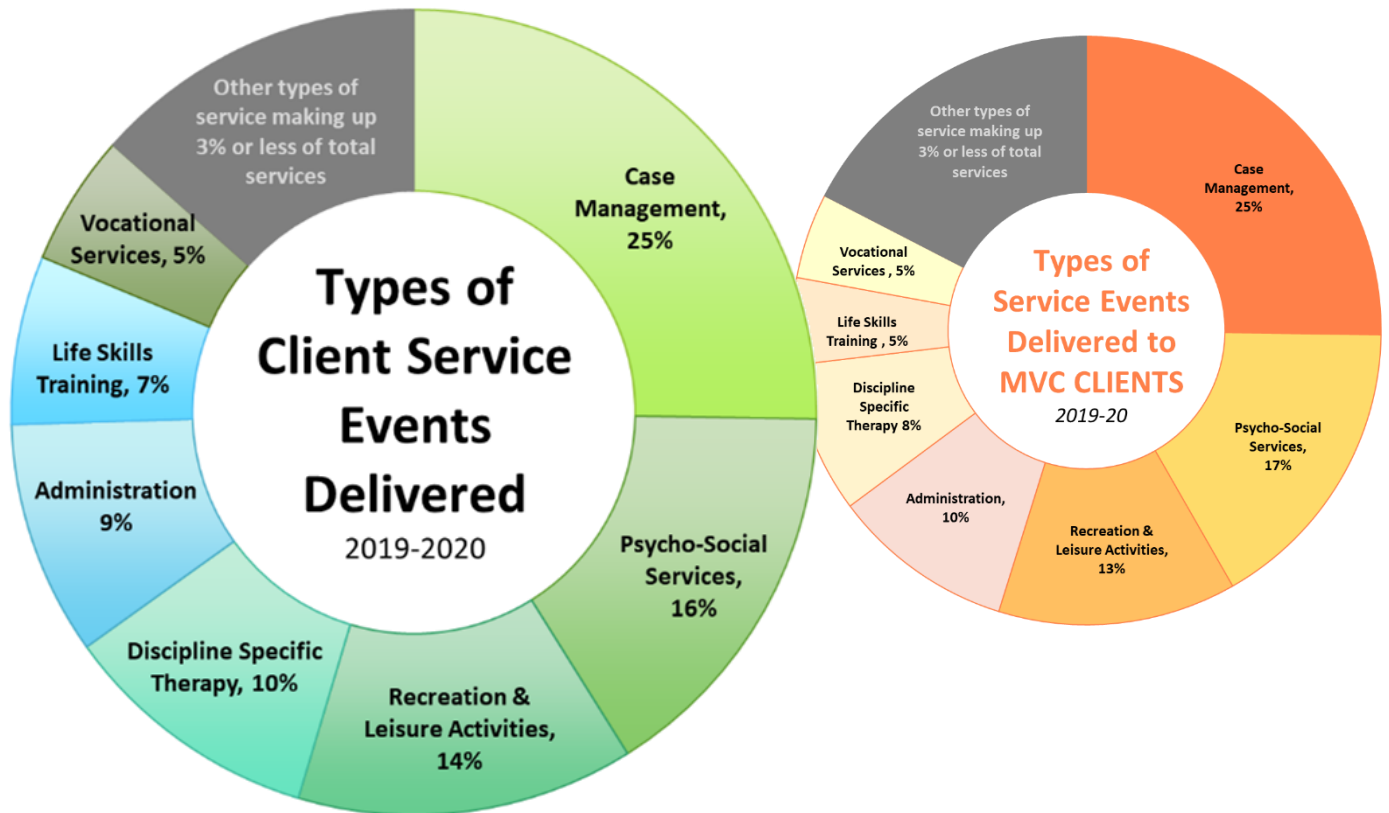 Other types of
service making up
3% or less of total
services
Case
Management,
25%
Psycho-Social
Services,
16%
Recreation &
Leisure Activities,
14%
Discipline Specific
Therapy, 10%
Administration
9%
Life Skills
Training, 7%
Vocational
Services, 5%
Types of
Client Service
Events
Delivered
2019-2020
Other types of
service making up
3% or less of total
services
Case
Management,
25%
Psycho-Social
Services,
17%
Recreation &
Leisure Activities,
13%
Administration,
10%
Discipline
Specific
Therapy 8%
Life Skills
Training , 5%
Vocational
Services , 5%
Types of
Service Events
Delivered to
MVC CLIENTS
2019-20